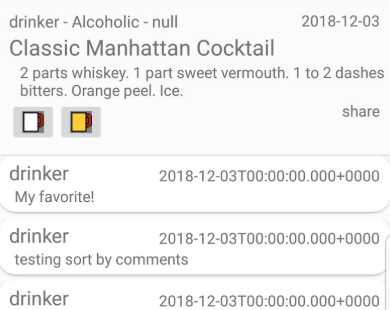 drinker - Alcoholic - null 2018-12-03
Classic Manhattan Cocktail
2 parts whiskey. 1 part sweet vermouth. 1 to 2 dashes
bitters. Orange peel. Ice.
share
drinker 2018-12-03T00:00:00.000+0000
My favorite!
drinker 2018-12-03T00:00:00.000+0000
testing sort by comments
drinker 2018-12-03T00:00:00.000+0000